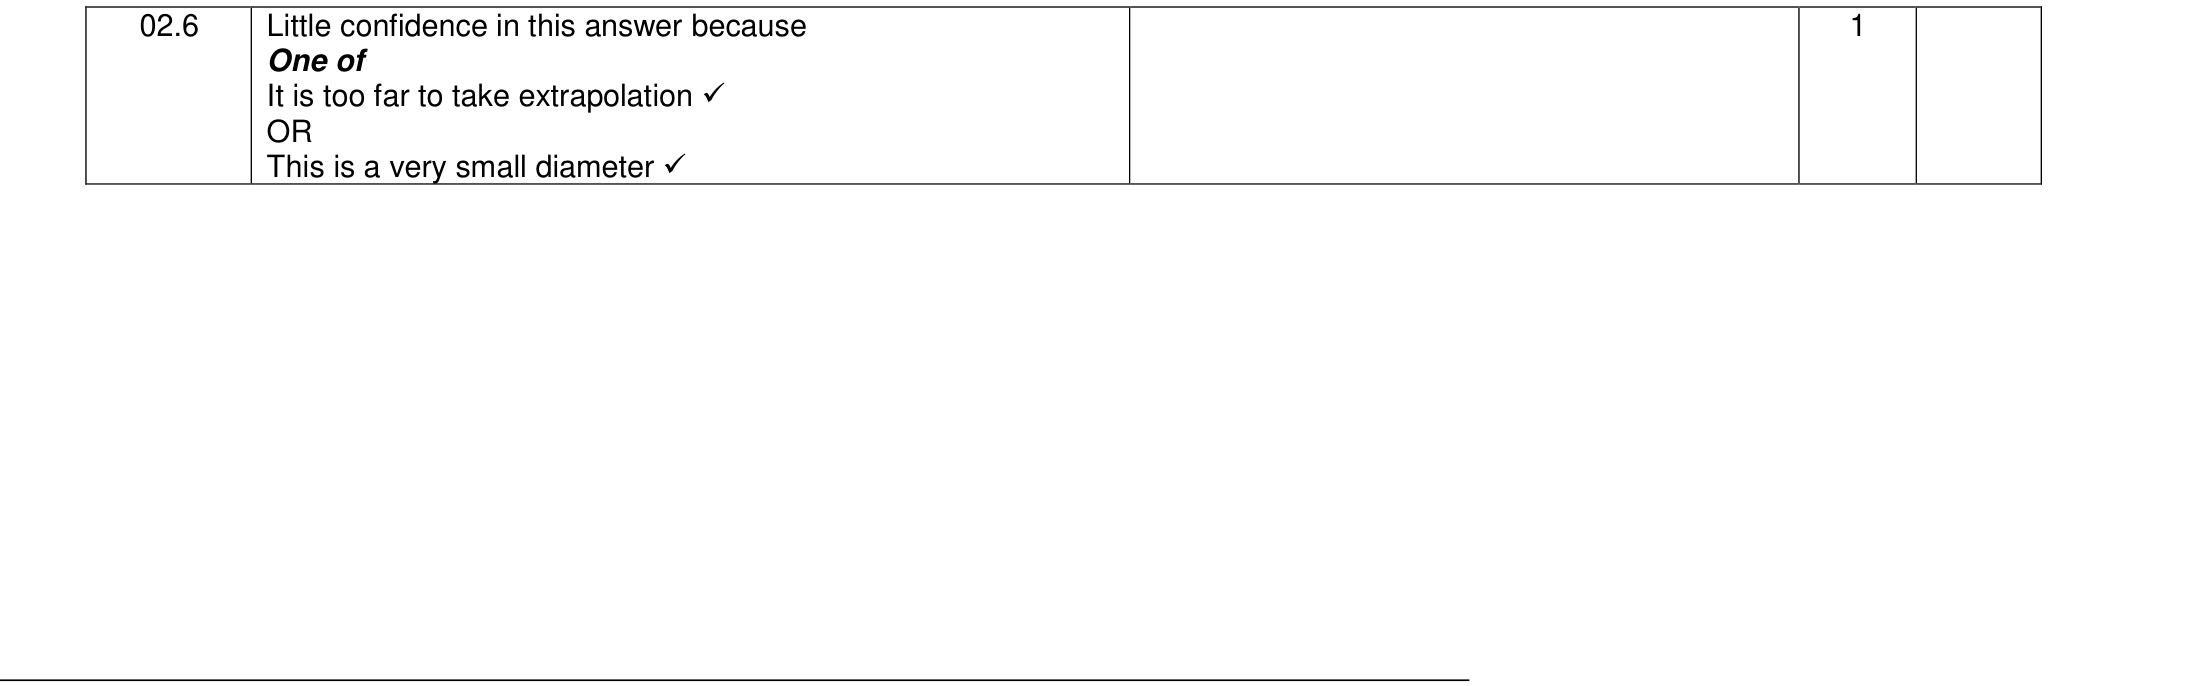 02.6
Little confidence in this answer because
One of
It is too far to take extrapolation ✓
OR
This is a very small diameter ✓
1